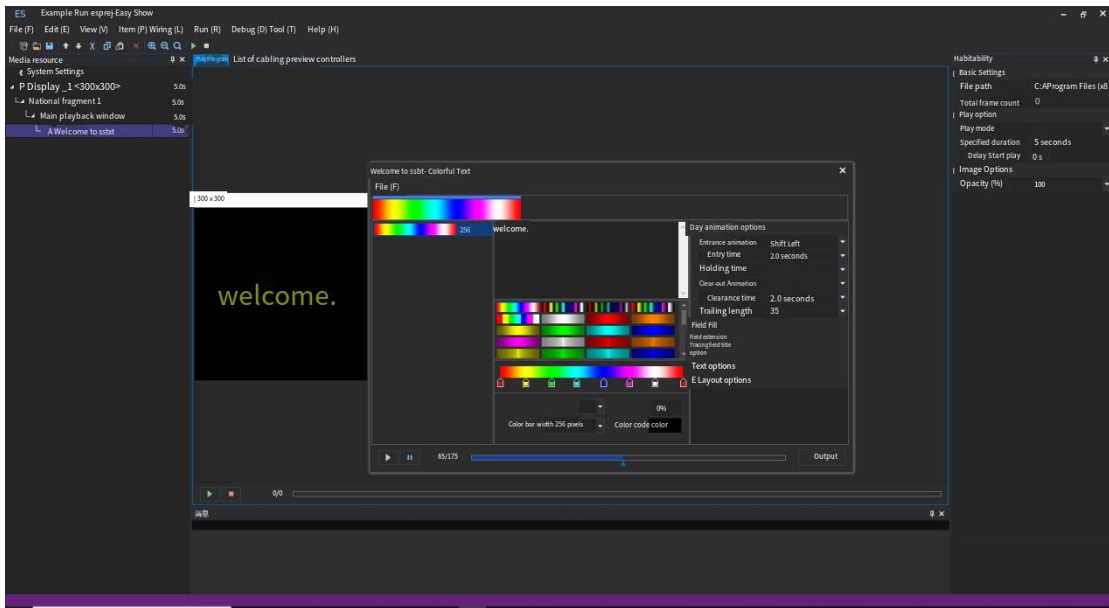 ES Example Run esprej-Easy Show
File (F) Edit (E) View (V) Item (P) Wiring (L) Run (R) Debug (D) Tool (T) Help (H)
Media resource
System Settings
P Display _1 <300x300> 5.0s
National fragment 1 5.0s
Main playback window 5.0s
A Welcome to ssbt 5.0s
List of cabling preview controllers
| 300 x 300
welcome.
Welcome to ssbt- Colorful Text
File (F)
256
welcome.
Day animation options
Entrance animation Shift Left
Entry time 2.0 seconds
Holding time
Clear-out Animation
Clearance time 2.0 seconds
Trailing length 35
Field Fill
Field extension
option
Text options
E Layout options
0%
Color bar width 256 pixels Color code color
85/175
Output
0/0
消息
Habitability
Basic Settings
File path C:AProgram Files (x8
Total frame count 0
Play option
Play mode
Specified duration 5 seconds
Delay Start play 0 s
Image Options
Opacity (%) 100